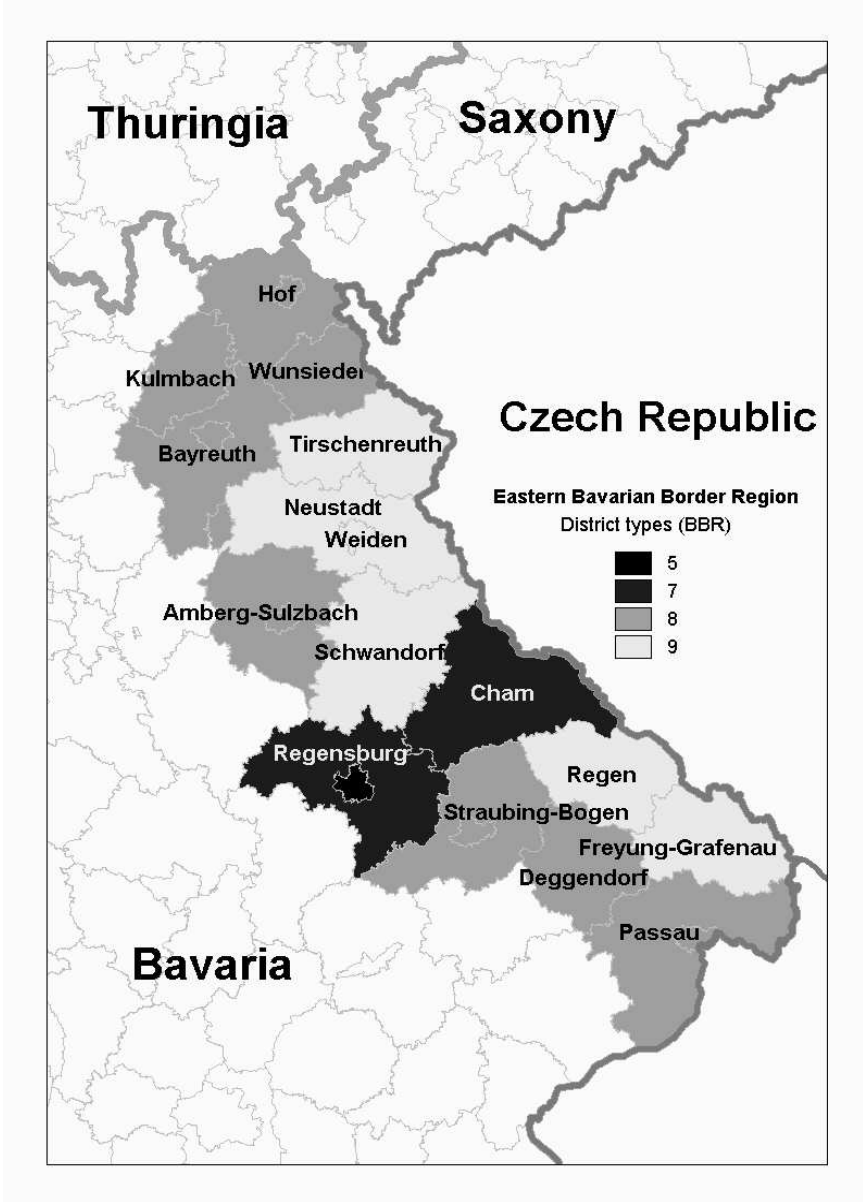 Thuringia
Saxony
Hof
Kulmbach
Wunsiedel
Czech Republic
Tirschenreuth
Bayreuth
Eastern Bavarian Border Region
Neustadt
District types (BBR)
Weiden
5
7
Amberg-Sulzbach
8
Schwandorf
9
Cham
Regensburg
Regen
Straubing-Bogen
Freyung-Grafenau
Deggendorf
Passau
Bavaria